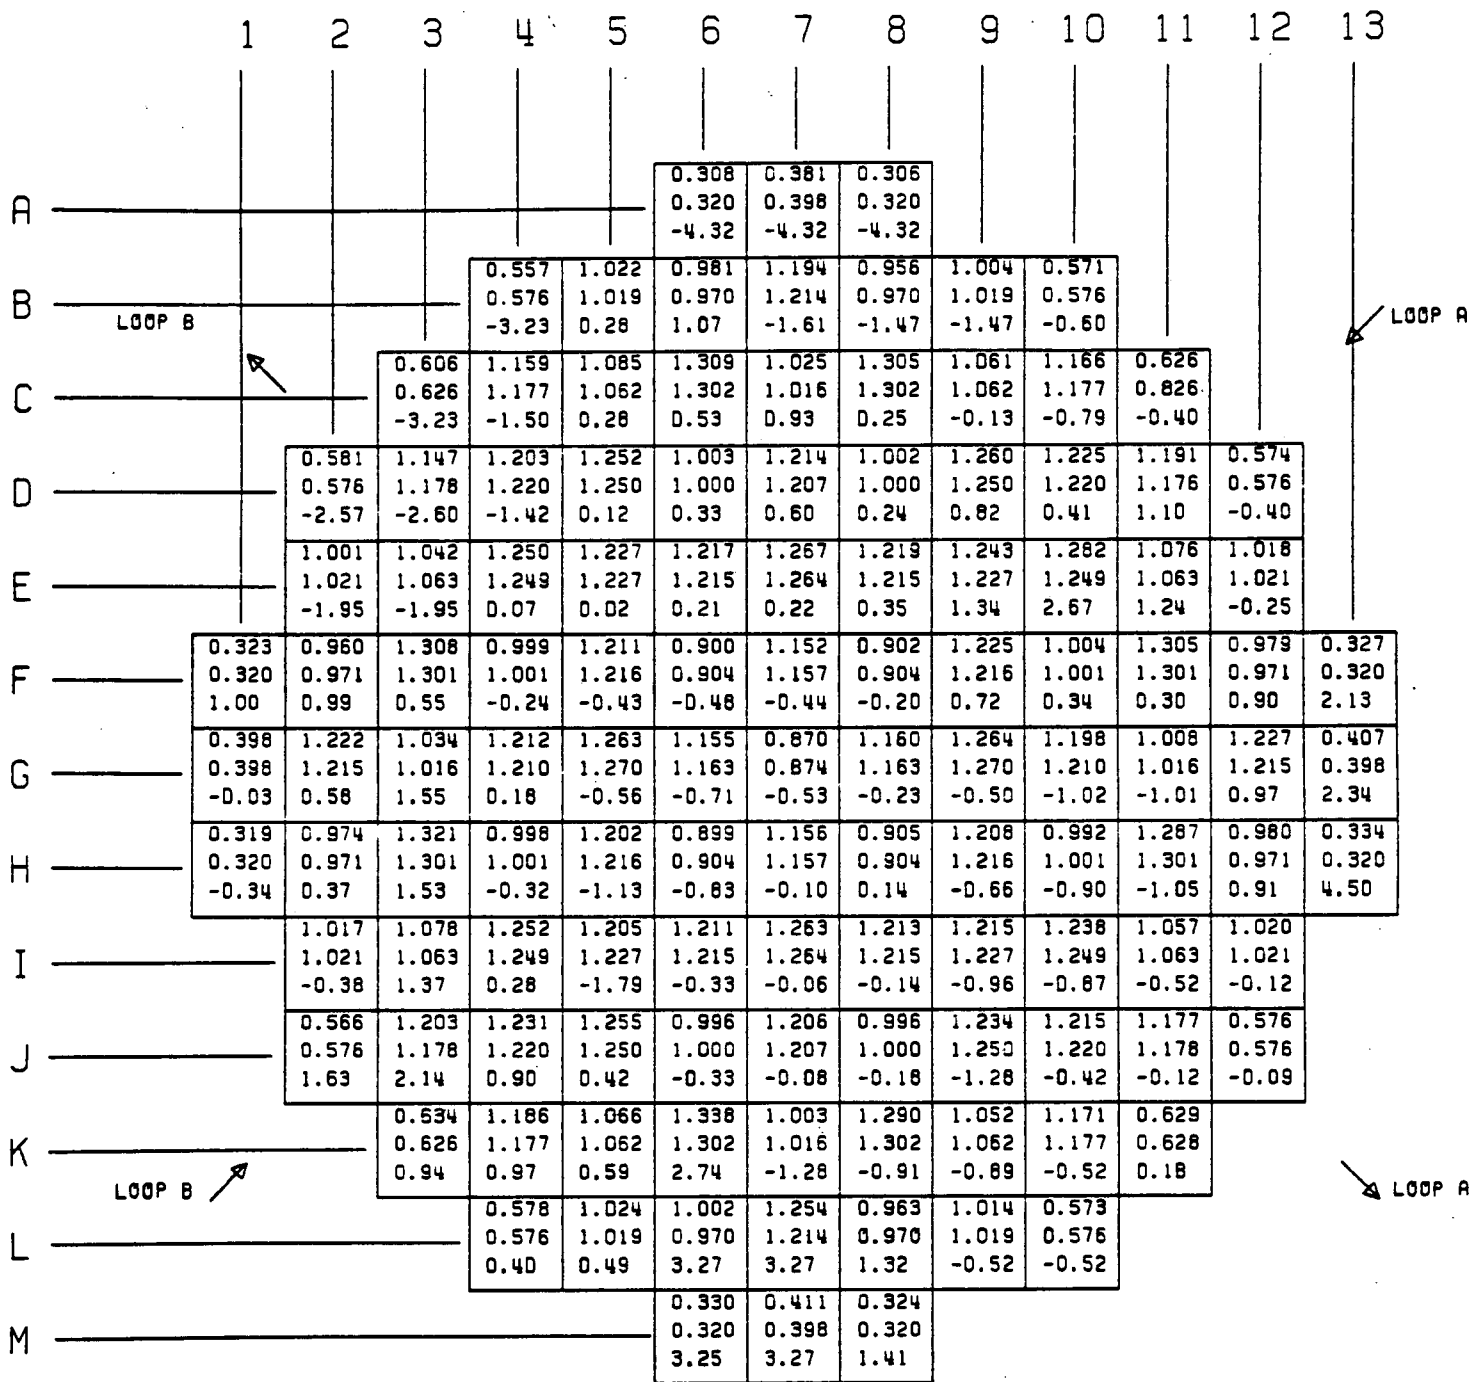 1 2 3 4 5 6 7 8 9 10 11 12 13
0.308 0.381 0.306
A 0.320 0.398 0.320
-4.32 -4.32 -4.32
0.557 1.022 0.981 1.194 0.956 1.004 0.571
B 0.576 1.019 0.970 1.214 0.970 1.019 0.576
LOOP B -3.23 0.28 1.07 -1.61 -1.47 -1.47 -0.60 LOOP A
0.606 1.159 1.085 1.309 1.025 1.305 1.061 1.166 0.626
C 0.626 1.177 1.062 1.302 1.016 1.302 1.062 1.177 0.826
-3.23 -1.50 0.28 0.53 0.93 0.25 -0.13 -0.79 -0.40
0.581 1.147 1.203 1.252 1.003 1.214 1.002 1.260 1.225 1.191 0.574
D 0.576 1.178 1.220 1.250 1.000 1.207 1.000 1.250 1.220 1.176 0.576
-2.57 -2.60 -1.42 0.12 0.33 0.60 0.24 0.82 0.41 1.10 -0.40
1.001 1.042 1.250 1.227 1.217 1.267 1.219 1.243 1.282 1.076 1.018
E 1.021 1.063 1.249 1.227 1.215 1.264 1.215 1.227 1.249 1.063 1.021
-1.95 -1.95 0.07 0.02 0.21 0.22 0.35 1.34 2.67 1.24 -0.25
0.323 0.960 1.308 0.999 1.211 0.900 1.152 0.902 1.225 1.004 1.305 0.979 0.327
F 0.320 0.971 1.301 1.001 1.216 0.904 1.157 0.904 1.216 1.001 1.301 0.971 0.320
1.00 0.99 0.55 -0.24 -0.43 -0.48 -0.44 -0.20 0.72 0.34 0.30 0.90 2.13
0.398 1.222 1.034 1.212 1.263 1.155 0.870 1.160 1.264 1.198 1.008 1.227 0.407
G 0.398 1.215 1.016 1.210 1.270 1.163 0.874 1.163 1.270 1.210 1.016 1.215 0.398
-0.03 0.58 1.55 0.18 -0.56 -0.71 -0.53 -0.23 -0.50 -1.02 -1.01 0.97 2.34
0.319 0.974 1.321 0.998 1.202 0.899 1.156 0.905 1.208 0.992 1.287 0.980 0.334
H 0.320 0.971 1.301 1.001 1.216 0.904 1.157 0.904 1.216 1.001 1.301 0.971 0.320
-0.34 0.37 1.53 -0.32 -1.13 -0.83 -0.10 0.14 -0.66 -0.90 -1.05 0.91 4.50
1.017 1.078 1.252 1.205 1.211 1.263 1.213 1.215 1.238 1.057 1.020
I 1.021 1.063 1.249 1.227 1.215 1.264 1.215 1.227 1.249 1.063 1.021
-0.38 1.37 0.28 -1.79 -0.33 -0.06 -0.14 -0.96 -0.87 -0.52 -0.12
0.566 1.203 1.231 1.255 0.996 1.206 0.996 1.234 1.215 1.177 0.576
J 0.576 1.178 1.220 1.250 1.000 1.207 1.000 1.250 1.220 1.178 0.576
1.63 2.14 0.90 0.42 -0.33 -0.08 -0.18 -1.28 -0.42 -0.12 -0.09
0.634 1.186 1.066 1.338 1.003 1.290 1.052 1.171 0.629
K 0.626 1.177 1.062 1.302 1.016 1.302 1.062 1.177 0.628
0.94 0.97 0.59 2.74 -1.28 -0.91 -0.89 -0.52 0.18
LOOP B LOOP A
0.578 1.024 1.002 1.254 0.963 1.014 0.573
L 0.576 1.019 0.970 1.214 0.970 1.019 0.576
0.40 0.49 3.27 3.27 1.32 -0.52 -0.52
0.330 0.411 0.324
M 0.320 0.398 0.320
3.25 3.27 1.41